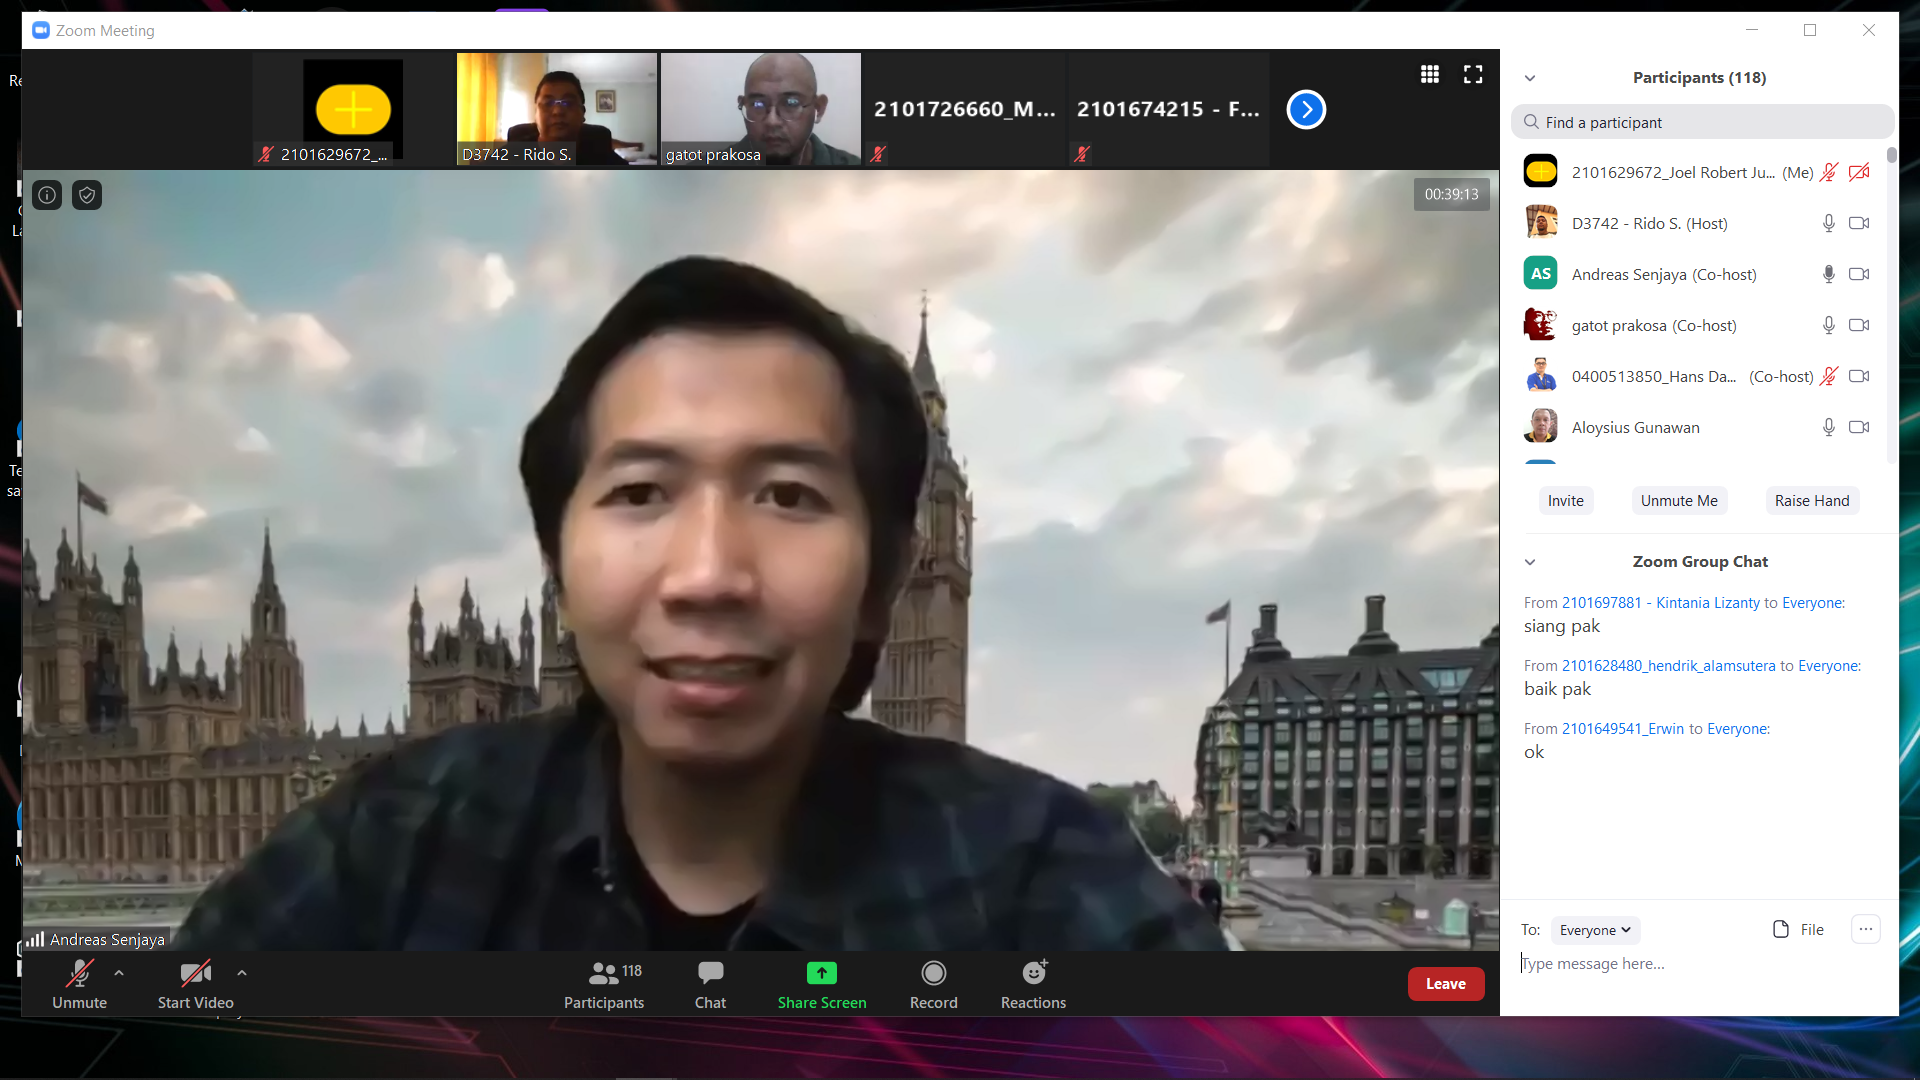 Zoom Meeting
2101629672_...
D3742 - Rido S.
gatot prakosa
2101726660_M...
2101674215 - F...
00:39:13
Andreas Senjaya
Unmute
Start Video
118
Participants
Chat
Share Screen
Record
Reactions
Leave
Participants (118)
Find a participant
2101629672_Joel Robert Ju... (Me)
D3742 - Rido S. (Host)
AS
Andreas Senjaya (Co-host)
gatot prakosa (Co-host)
0400513850_Hans Da... (Co-host)
Aloysius Gunawan
Invite
Unmute Me
Raise Hand
Zoom Group Chat
From 2101697881 - Kintania Lizanty to Everyone:
siang pak
From 2101628480_hendrik_alamsutera to Everyone:
baik pak
From 2101649541_Erwin to Everyone:
ok
To: Everyone
File
Type message here...